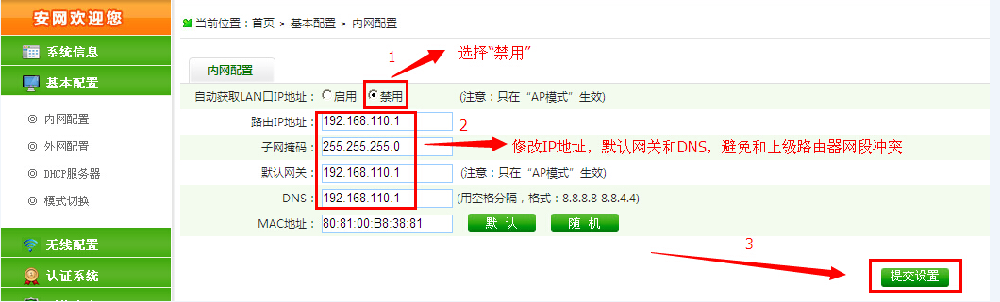 安网欢迎您
系统信息
基本配置
内网配置
外网配置
DHCP服务器
模式切换
无线配置
认证系统
当前位置：首页 > 基本配置 > 内网配置
1
选择“禁用”
内网配置
自动获取LAN口IP地址： 启用 禁用 (注意：只在“AP模式”生效)
路由IP地址： 192.168.110.1
2
子网掩码： 255.255.255.0
修改IP地址，默认网关和DNS，避免和上级路由器网段冲突
默认网关： 192.168.110.1 (注意：只在“AP模式”生效)
DNS： 192.168.110.1 (用空格分隔，格式：8.8.8.8 8.8.4.4)
MAC地址： 80:81:00:B8:38:81 默 认 随 机
3
提交设置